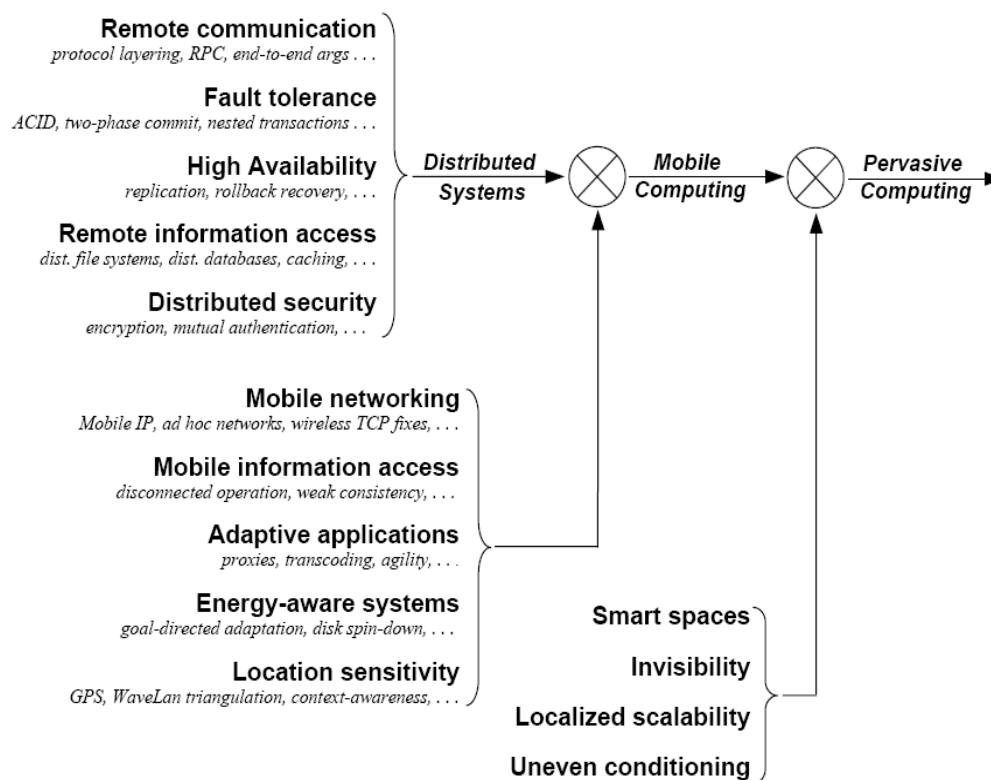 Remote communication
protocol layering, RPC, end-to-end args . . .
Fault tolerance
ACID, two-phase commit, nested transactions . . .
High Availability
replication, rollback recovery, . . .
Remote information access
dist. file systems, dist. databases, caching, . . .
Distributed security
encryption, mutual authentication, . . .
Distributed
Systems
Mobile
Computing
Pervasive
Computing
Mobile networking
Mobile IP, ad hoc networks, wireless TCP fixes, . . .
Mobile information access
disconnected operation, weak consistency, . . .
Adaptive applications
proxies, transcoding, agility, . . .
Energy-aware systems
goal-directed adaptation, disk spin-down, . . .
Location sensitivity
GPS, WaveLan triangulation, context-awareness, . . .
Smart spaces
Invisibility
Localized scalability
Uneven conditioning